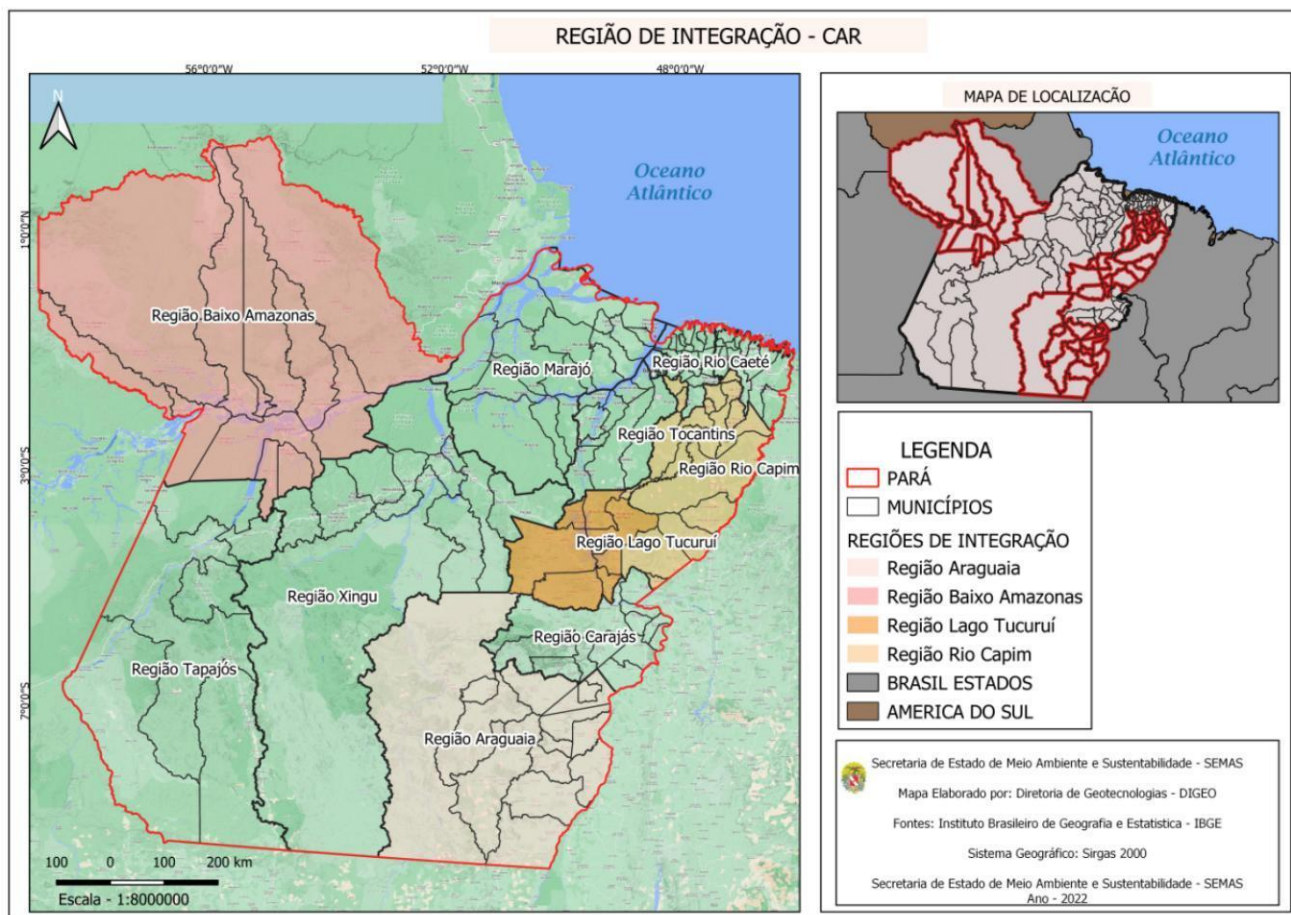 REGIÃO DE INTEGRAÇÃO - CAR
56°0'0"W
52°0'0"W
48°0'0"W
N
1°0'0"N
3°0'0"S
7°0'0"S
Oceano
Atlântico
Região Baixo Amazonas
Região Marajó
Região Rio Caeté
Região Tocantins
Região Rio Capim
Região Lago Tucuruí
Região Xingu
Região Carajás
Região Tapajós
Região Araguaia
100 0 100 200 km
Escala - 1:8000000
MAPA DE LOCALIZAÇÃO
Oceano
Atlântico
LEGENDA
PARÁ
MUNICÍPIOS
REGIÕES DE INTEGRAÇÃO
Região Araguaia
Região Baixo Amazonas
Região Lago Tucuruí
Região Rio Capim
BRASIL ESTADOS
AMERICA DO SUL
Secretaria de Estado de Meio Ambiente e Sustentabilidade - SEMAS
Mapa Elaborado por: Diretoria de Geotecnologias - DIGEO
Fontes: Instituto Brasileiro de Geografia e Estatistica - IBGE
Sistema Geográfico: Sirgas 2000
Secretaria de Estado de Meio Ambiente e Sustentabilidade - SEMAS
Ano - 2022